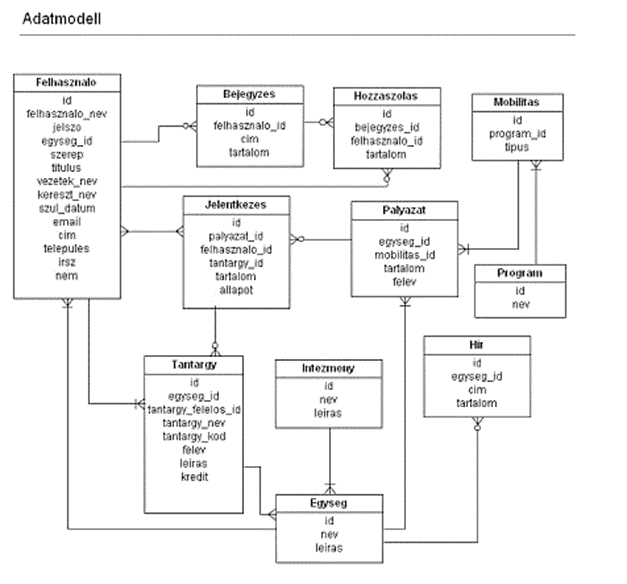 Adatmodell
Felhasznalo
id
felhasznalo_nev
jelszo
egyseg_id
szerep
titulus
vezetek_nev
kereszt_nev
szul_datum
email
cim
telepules
irsz
nem
Bejegyzes
id
felhasznalo_id
cim
tartalom
Hozzaszolas
id
bejegyzes_id
felhasznalo_id
tartalom
Mobilitas
id
program_id
tipus
Jelentkezes
id
palyazat_id
felhasznalo_id
tantargy_id
tartalom
allapot
Palyazat
id
egyseg_id
mobilitas_id
tartalom
felev
Program
id
nev
Tantargy
id
egyseg_id
tantargy_felelos_id
tantargy_nev
tantargy_kod
felev
leiras
kredit
Intezmeny
id
nev
leiras
Hir
id
egyseg_id
cim
tartalom
Egyseg
id
nev
leiras